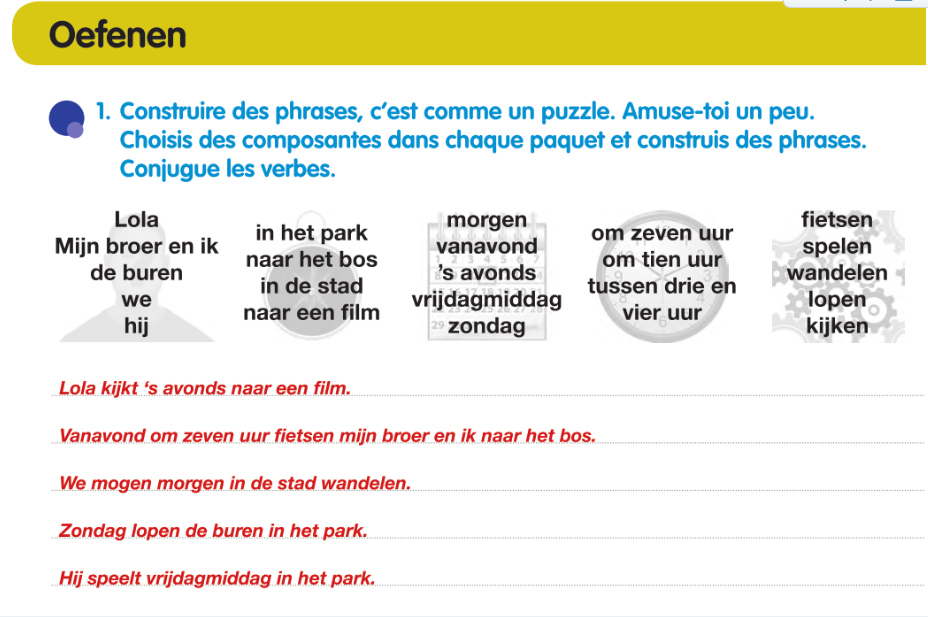 Oefenen
1. Construire des phrases, c'est comme un puzzle. Amuse-toi un peu.
Choisis des composantes dans chaque paquet et construis des phrases.
Conjugue les verbes.
Lola
Mijn broer en ik
de buren
we
hij
in het park
naar het bos
in de stad
naar een film
morgen
vanavond
's avonds
vrijdagmiddag
zondag
om zeven uur
om tien uur
tussen drie en
vier uur
fietsen
spelen
wandelen
lopen
kijken
Lola kijkt 's avonds naar een film.
Vanavond om zeven uur fietsen mijn broer en ik naar het bos.
We mogen morgen in de stad wandelen.
Zondag lopen de buren in het park.
Hij speelt vrijdagmiddag in het park.